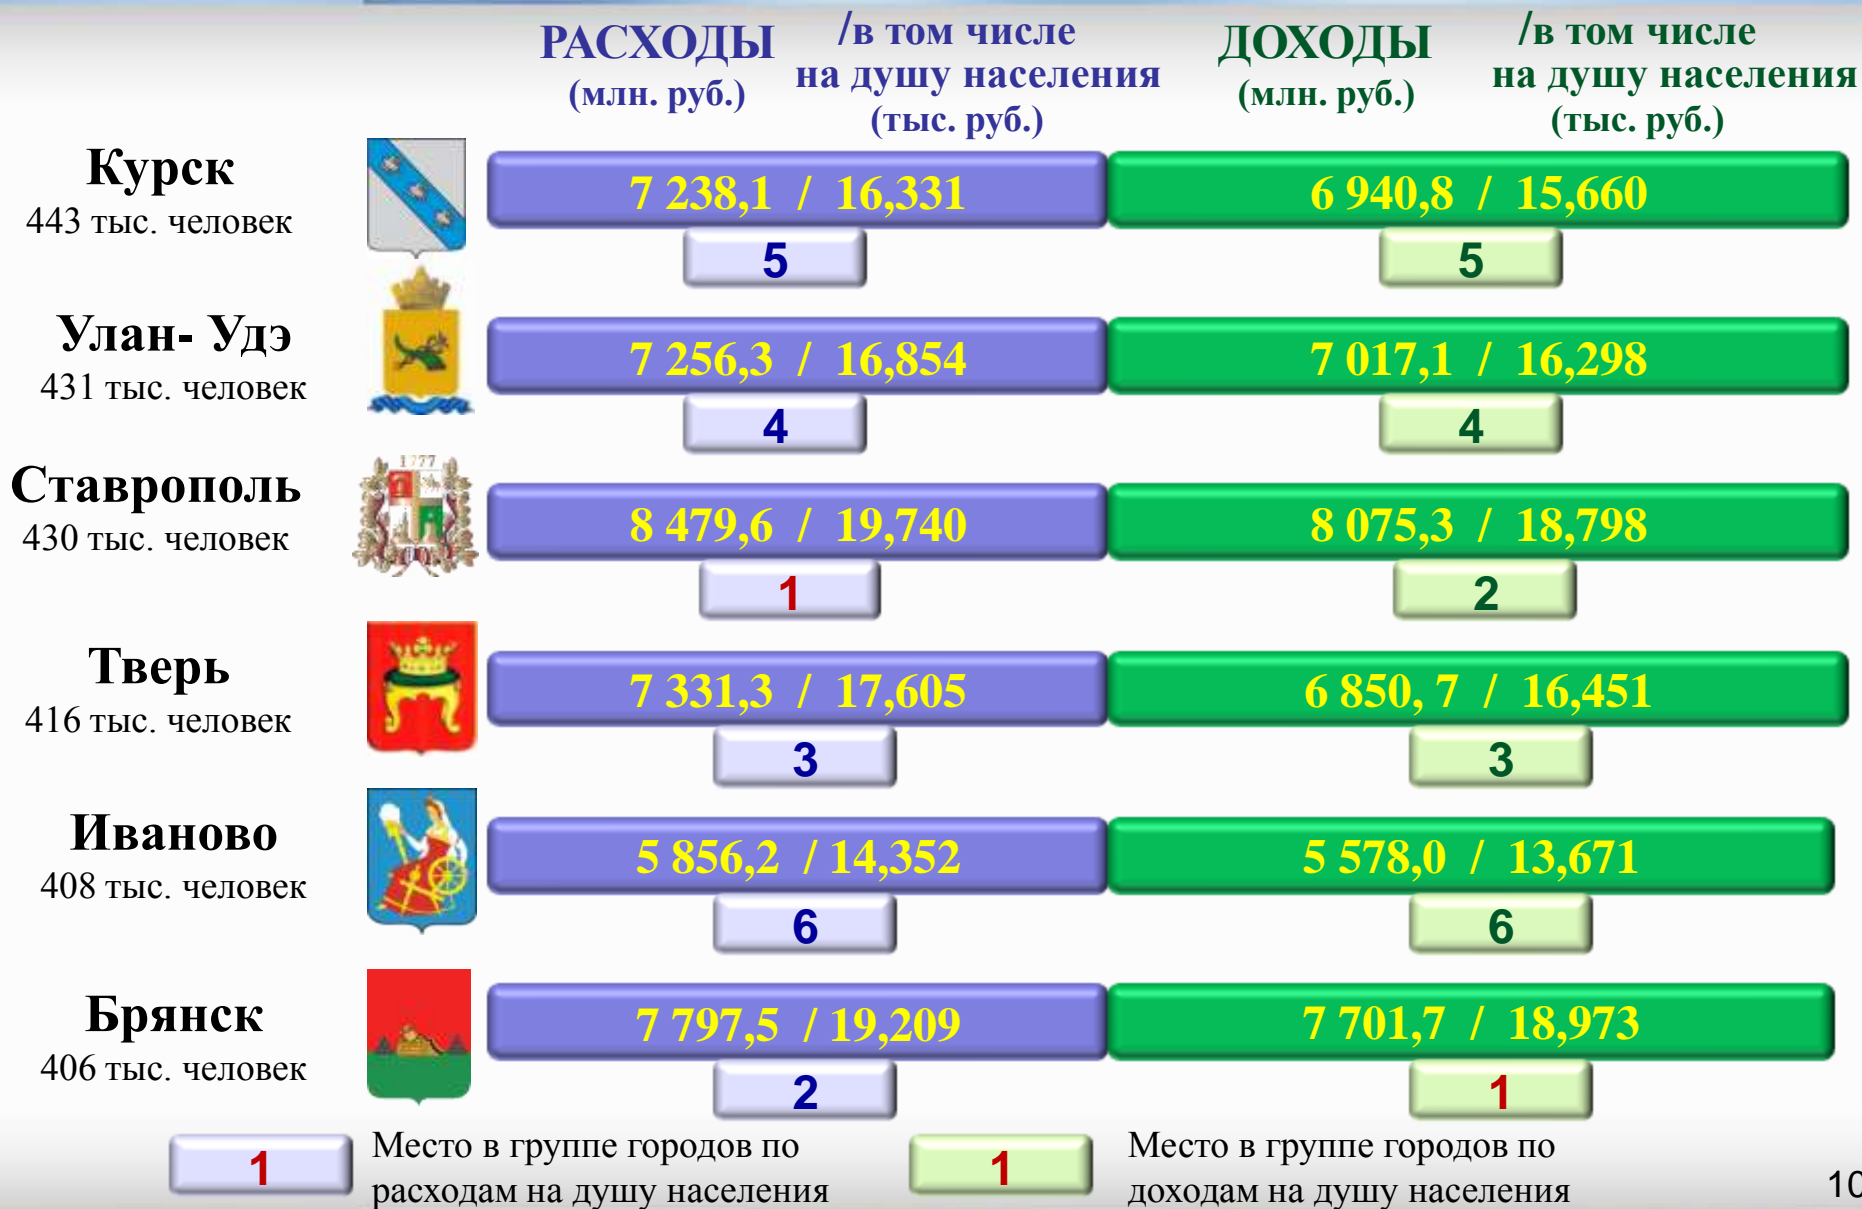 РАСХОДЫ
(млн. руб.)
/в том числе
на душу населения
(тыс. руб.)
ДОХОДЫ
(млн. руб.)
/в том числе
на душу населения
(тыс. руб.)
Курск
443 тыс. человек
7 238,1 / 16,331
6 940,8 / 15,660
5
5
Улан- Удэ
431 тыс. человек
7 256,3 / 16,854
7 017,1 / 16,298
4
4
Ставрополь
430 тыс. человек
1777
8 479,6 / 19,740
8 075,3 / 18,798
1
2
Тверь
416 тыс. человек
7 331,3 / 17,605
6 850, 7 / 16,451
3
3
Иваново
408 тыс. человек
5 856,2 / 14,352
5 578,0 / 13,671
6
6
Брянск
406 тыс. человек
7 797,5 / 19,209
7 701,7 / 18,973
2
1
1
Место в группе городов по
расходам на душу населения
1
Место в группе городов по
доходам на душу населения
10